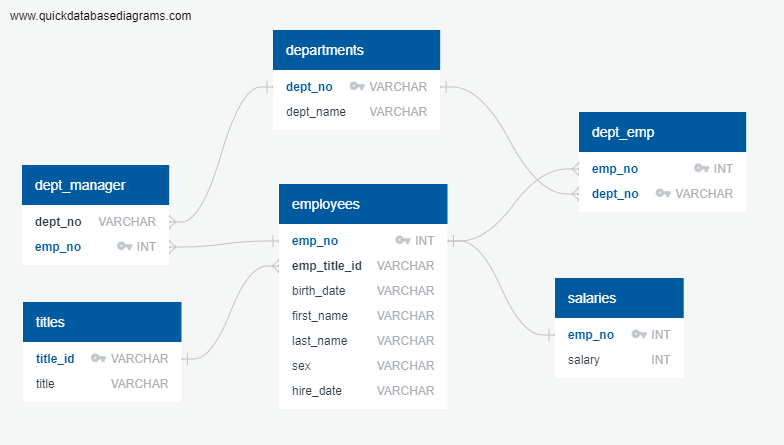 www.quickdatabasediagrams.com
departments
dept_no VARCHAR
dept_name VARCHAR
dept_emp
emp_no INT
dept_no VARCHAR
dept_manager
dept_no VARCHAR
emp_no INT
employees
emp_no INT
emp_title_id VARCHAR
birth_date VARCHAR
first_name VARCHAR
last_name VARCHAR
sex VARCHAR
hire_date VARCHAR
titles
title_id VARCHAR
title VARCHAR
salaries
emp_no INT
salary INT